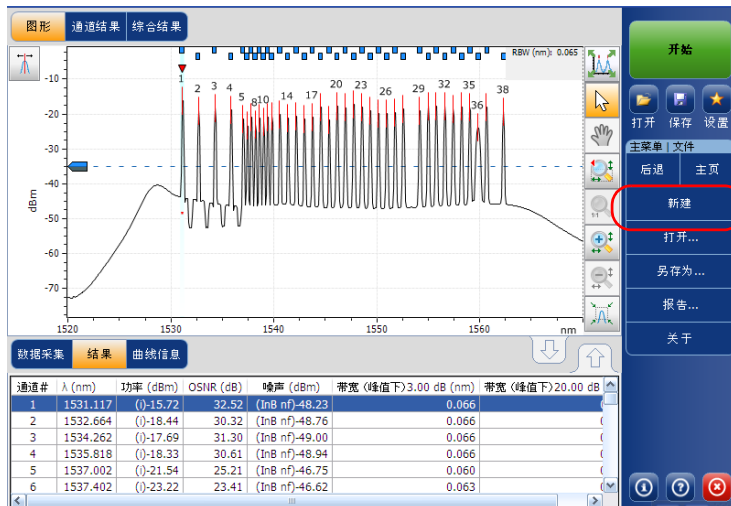 图形 通道结果 综合结果
RBW (nm): 0.065
1 2 3 4 5 8 10 14 17 20 23 26 29 32 35 36 38
-10
-20
-30
-40
-50
-60
-70
dBm
1520 1530 1540 1550 1560 nm
1:1
数据采集 结果 曲线信息
通道# λ (nm) 功率 (dBm) OSNR (dB) 噪声 (dBm) 带宽 (峰值下)3.00 dB (nm) 带宽 (峰值下)20.00 dB
1 1531.117 (i)-15.72 32.52 (InB nf)-48.23 0.066
2 1532.664 (i)-18.44 30.32 (InB nf)-48.76 0.066
3 1534.262 (i)-17.69 31.30 (InB nf)-49.00 0.066
4 1535.818 (i)-18.33 30.61 (InB nf)-48.94 0.066
5 1537.002 (i)-21.54 25.21 (InB nf)-46.75 0.060
6 1537.402 (i)-23.22 23.41 (InB nf)-46.62 0.063
开始
打开 保存 设置
主菜单 | 文件
后退 主页
新建
打开...
另存为...
报告...
关于